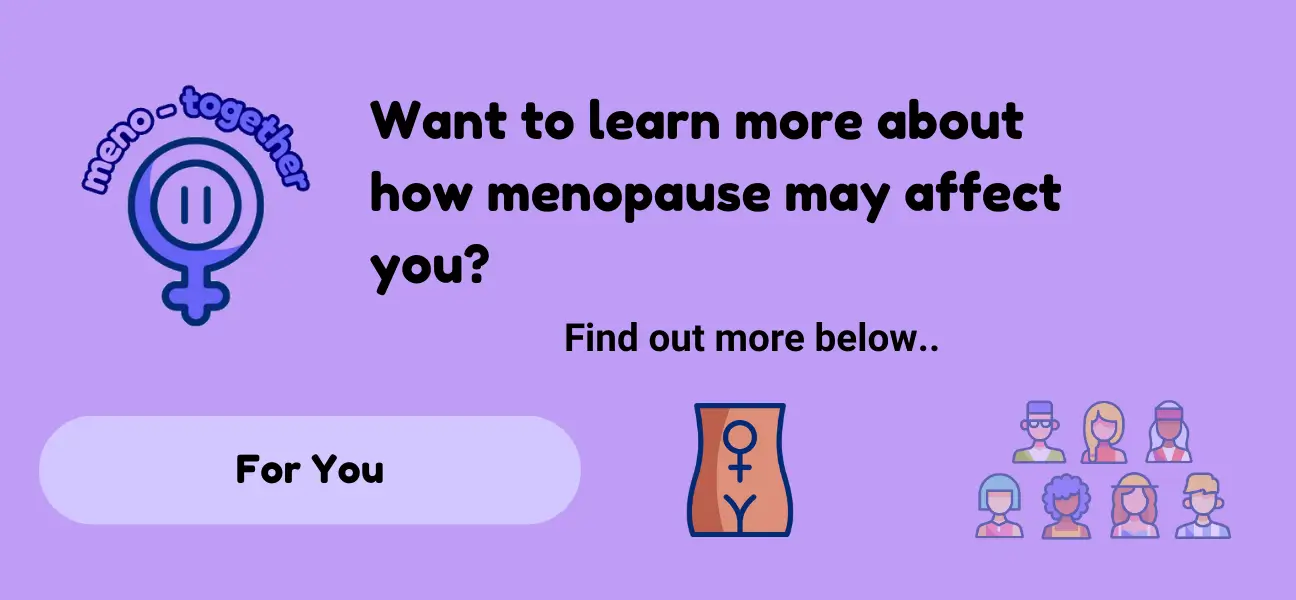 meno - together
Want to learn more about
how menopause may affect
you?
Find out more below..
For You